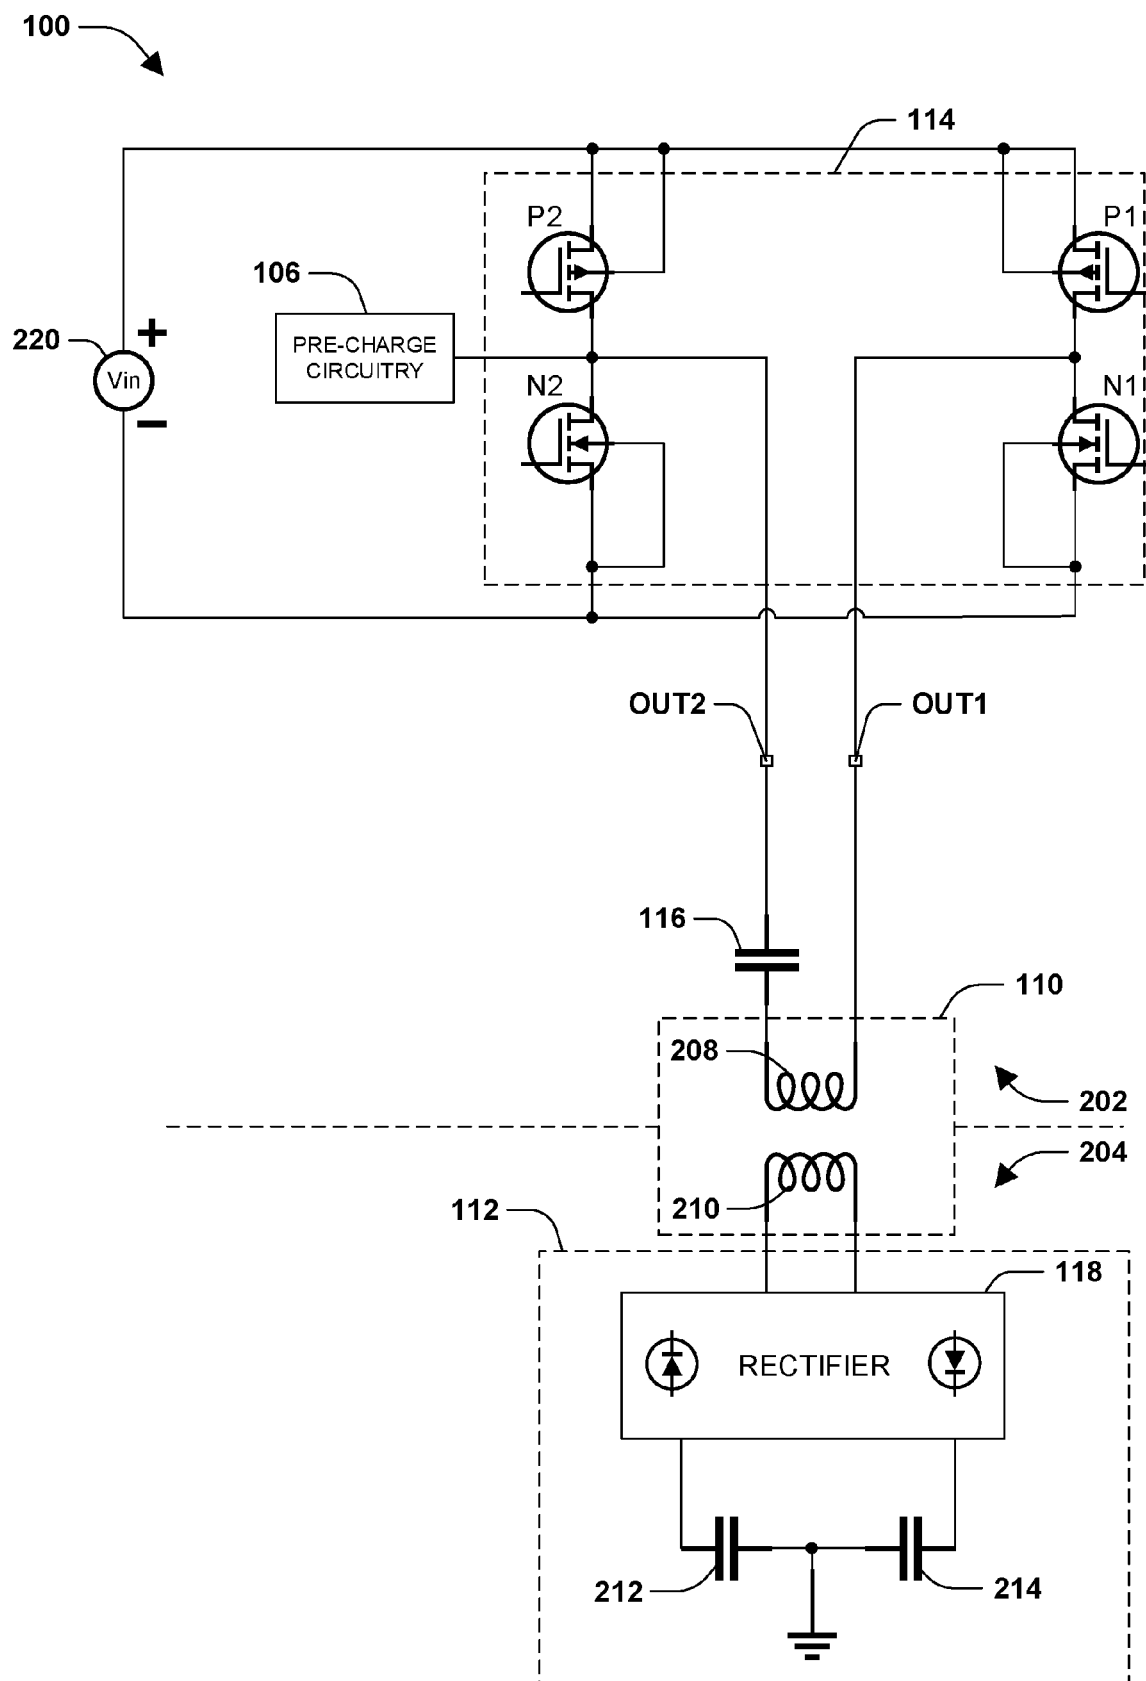 100
114
P2
P1
106
PRE-CHARGE
CIRCUITRY
220
+
Vin
−
N2
N1
OUT2
OUT1
116
110
208
202
204
210
112
118
RECTIFIER
212
214